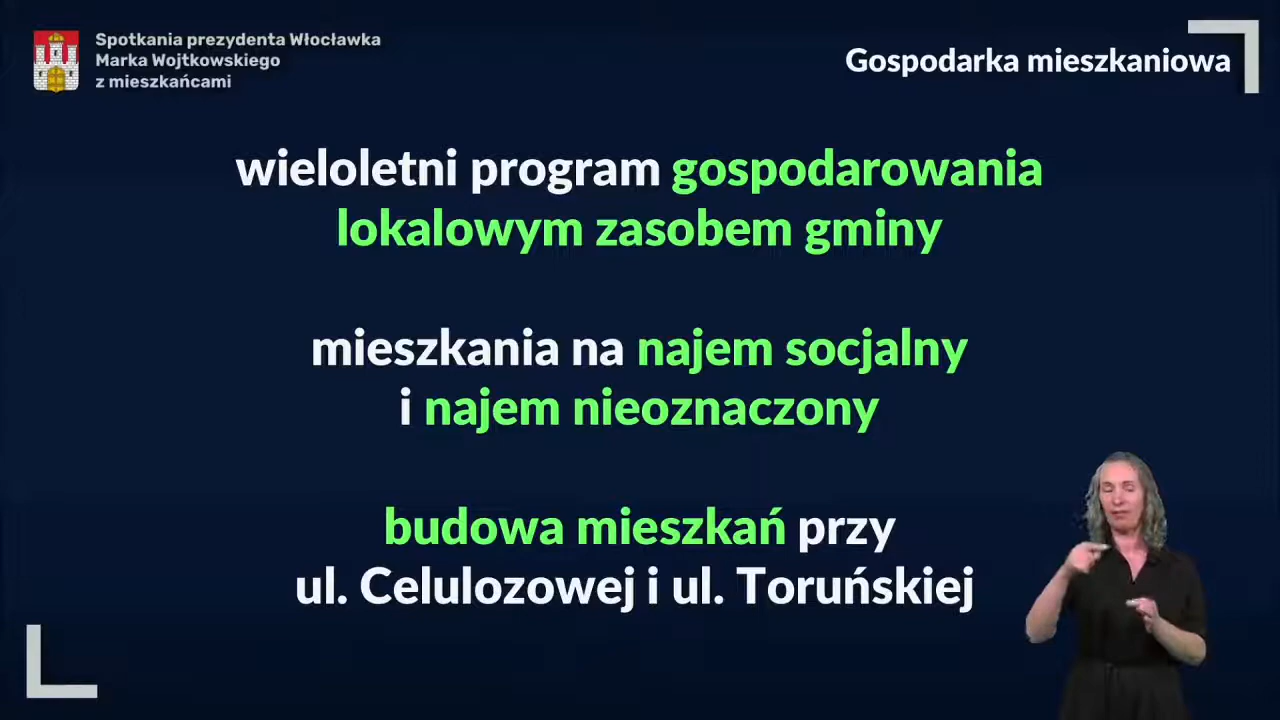 Spotkania prezydenta Włocławka
Marka Wojtkowskiego
z mieszkańcami
Gospodarka mieszkaniowa
wieloletni program gospodarowania
lokalowym zasobem gminy
mieszkania na najem socjalny
i najem nieoznaczony
budowa mieszkań przy
ul. Celulozowej i ul. Toruńskiej